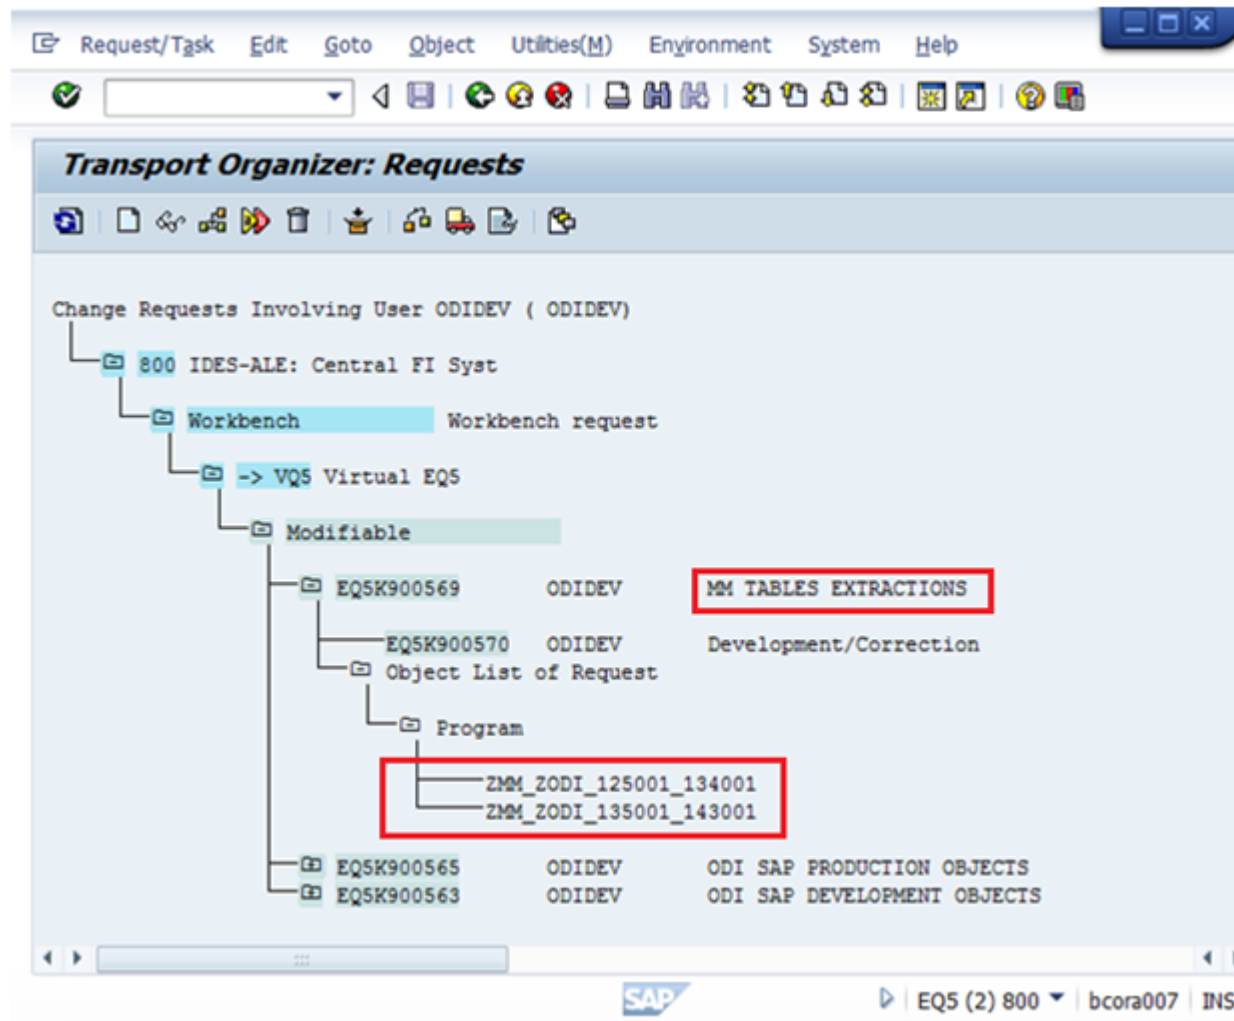 Request/Task Edit Goto Object Utilities(M) Environment System Help
Transport Organizer: Requests
Change Requests Involving User ODIDEV ( ODIDEV)
800 IDES-ALE: Central FI Syst
Workbench Workbench request
-> VQ5 Virtual EQ5
Modifiable
EQ5K900569 ODIDEV MM TABLES EXTRACTIONS
EQ5K900570 ODIDEV Development/Correction
Object List of Request
Program
ZMM_ZODI_125001_134001
ZMM_ZODI_135001_143001
EQ5K900565 ODIDEV ODI SAP PRODUCTION OBJECTS
EQ5K900563 ODIDEV ODI SAP DEVELOPMENT OBJECTS
SAP EQ5 (2) 800 bcora007 INS